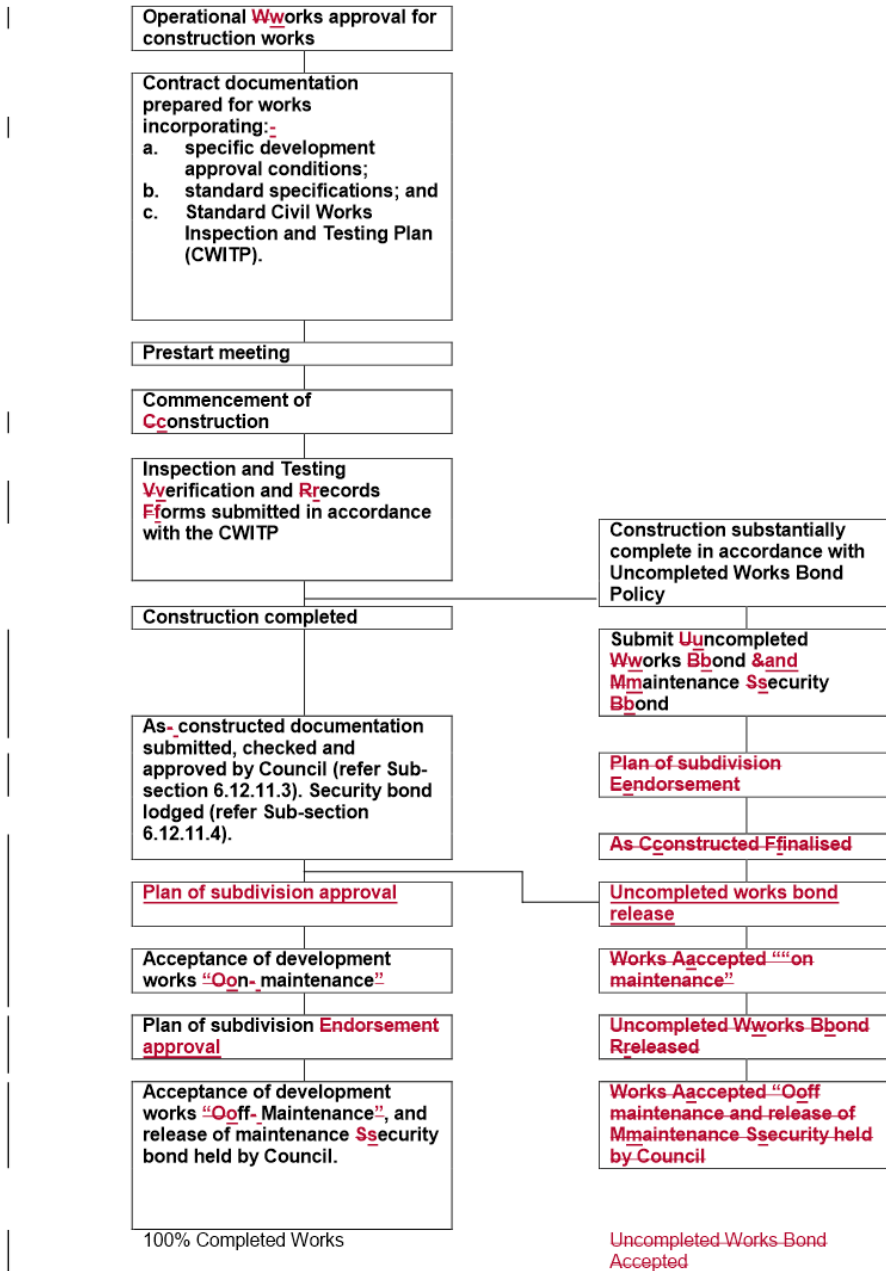 Operational Wworks approval for
construction works
Contract documentation
prepared for works
incorporating:-
a. specific development
approval conditions;
b. standard specifications; and
c. Standard Civil Works
Inspection and Testing Plan
(CWITP).
Prestart meeting
Commencement of
Cconstruction
Inspection and Testing
Vverification and Rrecords
Fforms submitted in accordance
with the CWITP
Construction completed
As- constructed documentation
submitted, checked and
approved by Council (refer Sub-
section 6.12.11.3). Security bond
lodged (refer Sub-section
6.12.11.4).
Plan of subdivision approval
Acceptance of development
works “Oon- maintenance”
Plan of subdivision Endorsement
approval
Acceptance of development
works “Ooff- Maintenance”, and
release of maintenance Ssecurity
bond held by Council.
100% Completed Works
Construction substantially
complete in accordance with
Uncompleted Works Bond
Policy
Submit Uuncompleted
Wworks Bbond &and
Mmaintenance Ssecurity
Bbond
Plan of subdivision
Eendorsement
As Cconstructed Ffinalised
Uncompleted works bond
release
Works Aaccepted ““on
maintenance”
Uncompleted Wworks Bbond
Rreleased
Works Aaccepted “Ooff
maintenance and release of
Mmaintenance Ssecurity held
by Council
Uncompleted Works Bond
Accepted